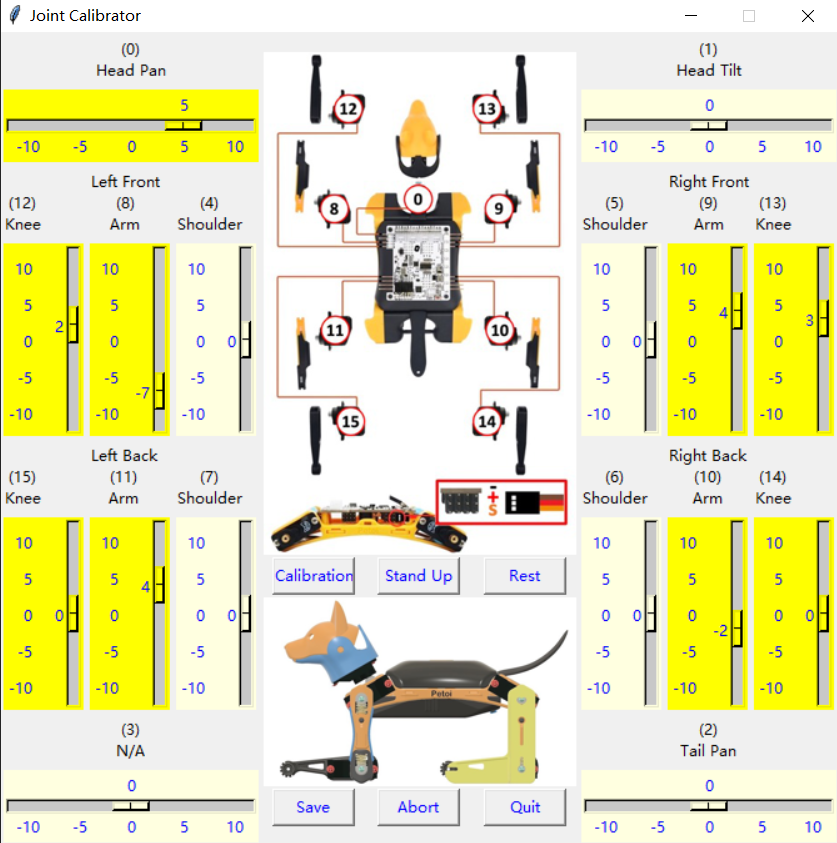 Joint Calibrator
(0)
Head Pan
5
-10 -5 0 5 10
(1)
Head Tilt
0
-10 -5 0 5 10
Left Front
(12) (8) (4)
Knee Arm Shoulder
10 10 10
5 5 5
0 0 0
-5 -5 -5
-10 -10 -10
2 -7 0
Right Front
(5) (9) (13)
Shoulder Arm Knee
10 10 10
5 5 5
0 0 0
-5 -5 -5
-10 -10 -10
0 4 3
12 13
0
8 9
11 10
15 14
- + S
Left Back
(15) (11) (7)
Knee Arm Shoulder
10 10 10
5 5 5
0 0 0
-5 -5 -5
-10 -10 -10
0 4 0
Right Back
(6) (10) (14)
Shoulder Arm Knee
10 10 10
5 5 5
0 0 0
-5 -5 -5
-10 -10 -10
0 -2 0
Calibration Stand Up Rest
Petoi
(3)
N/A
0
-10 -5 0 5 10
(2)
Tail Pan
0
-10 -5 0 5 10
Save Abort Quit